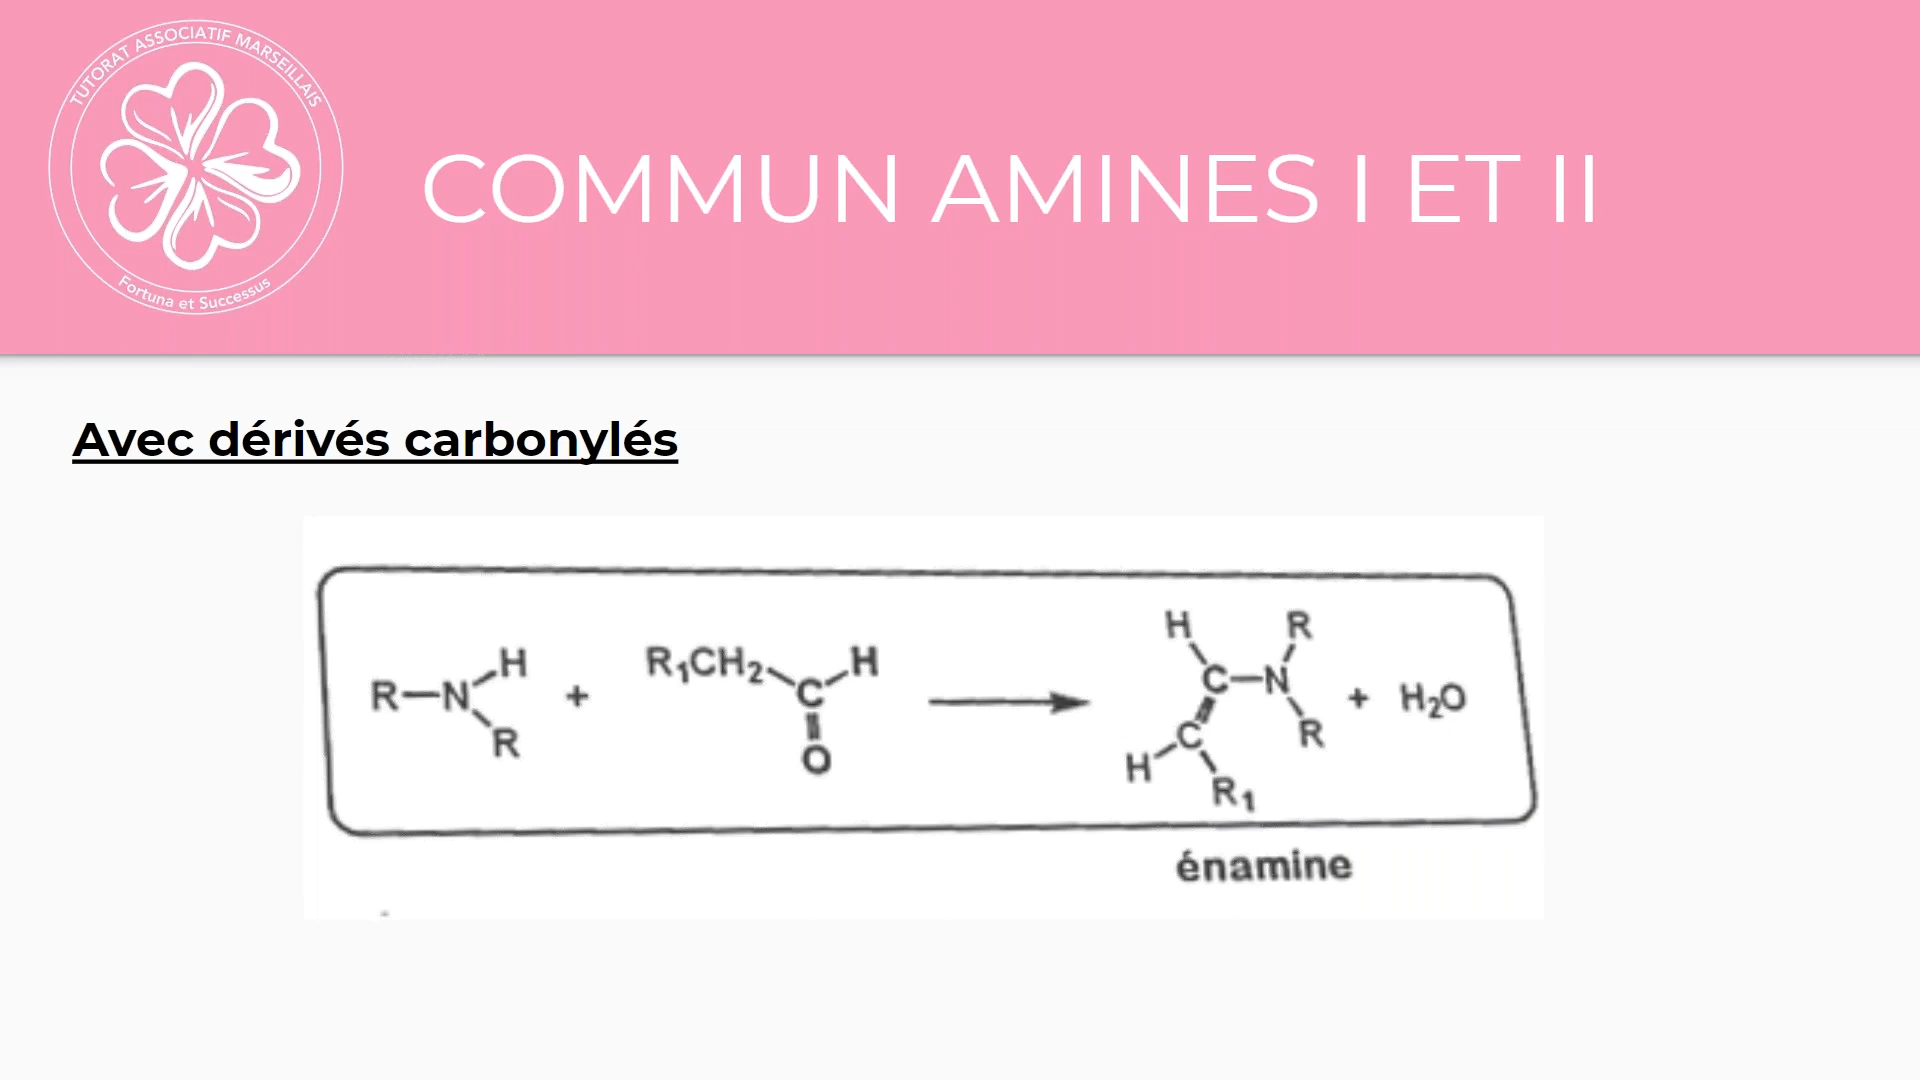 TUTORAT ASSOCIATIF MARSEILLAIS
Fortuna et Successus
COMMUN AMINES I ET II
Avec dérivés carbonylés
R—N H R + R₁CH₂ C H O H C N R R C H R₁ + H₂O
énamine